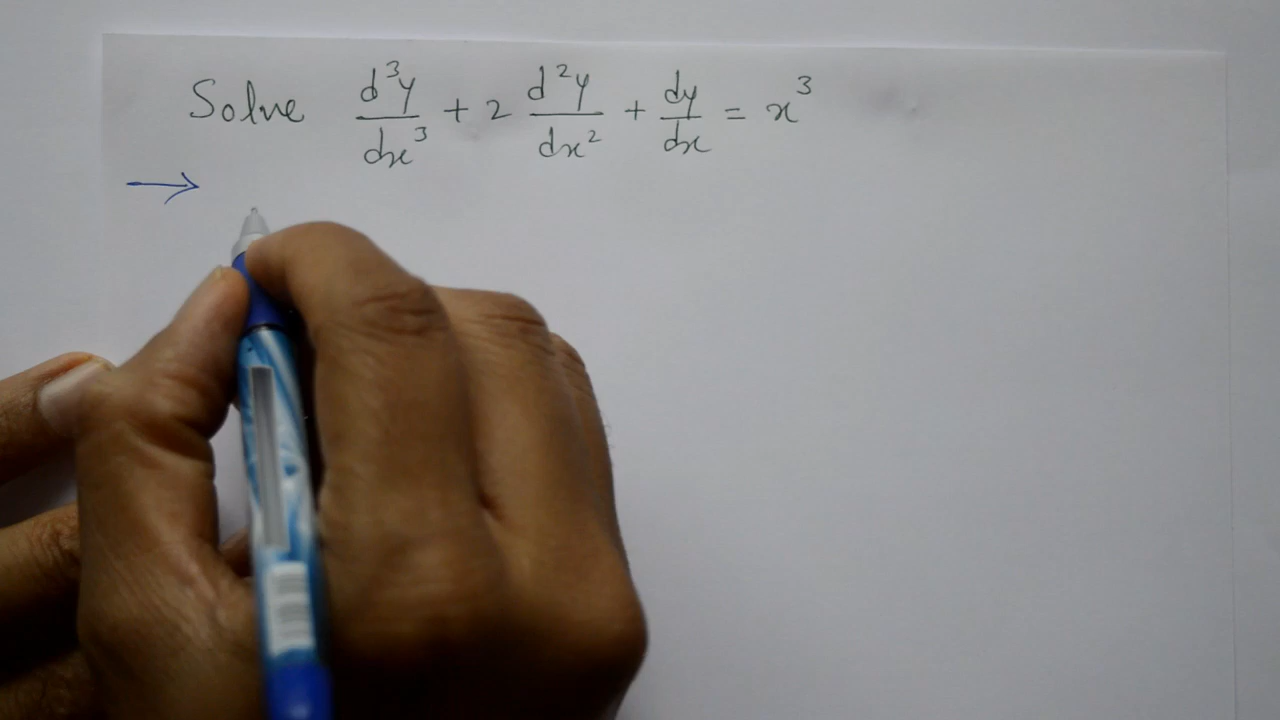 Solve d³y/dx³ + 2 d²y/dx² + dy/dx = x³
→